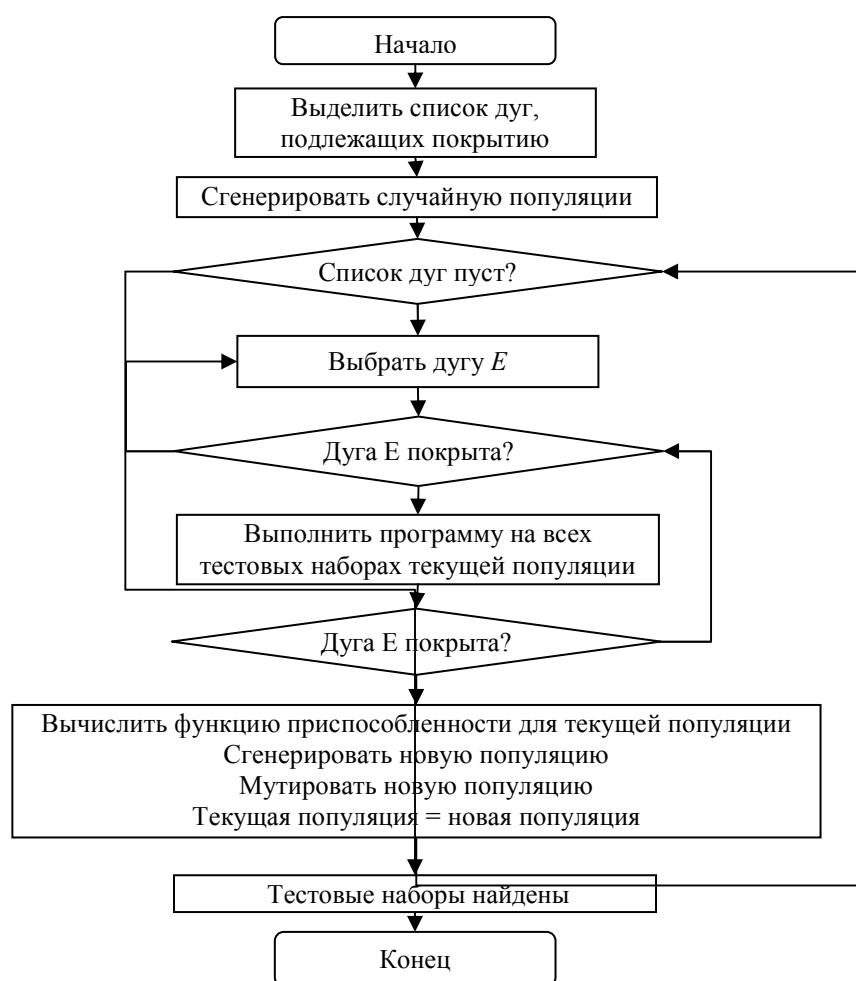 Начало
Выделить список дуг,
подлежащих покрытию
Сгенерировать случайную популяции
Список дуг пуст?
Выбрать дугу E
Дуга Е покрыта?
Выполнить программу на всех
тестовых наборах текущей популяции
Дуга Е покрыта?
Вычислить функцию приспособленности для текущей популяции
Сгенерировать новую популяцию
Мутировать новую популяцию
Текущая популяция = новая популяция
Тестовые наборы найдены
Конец